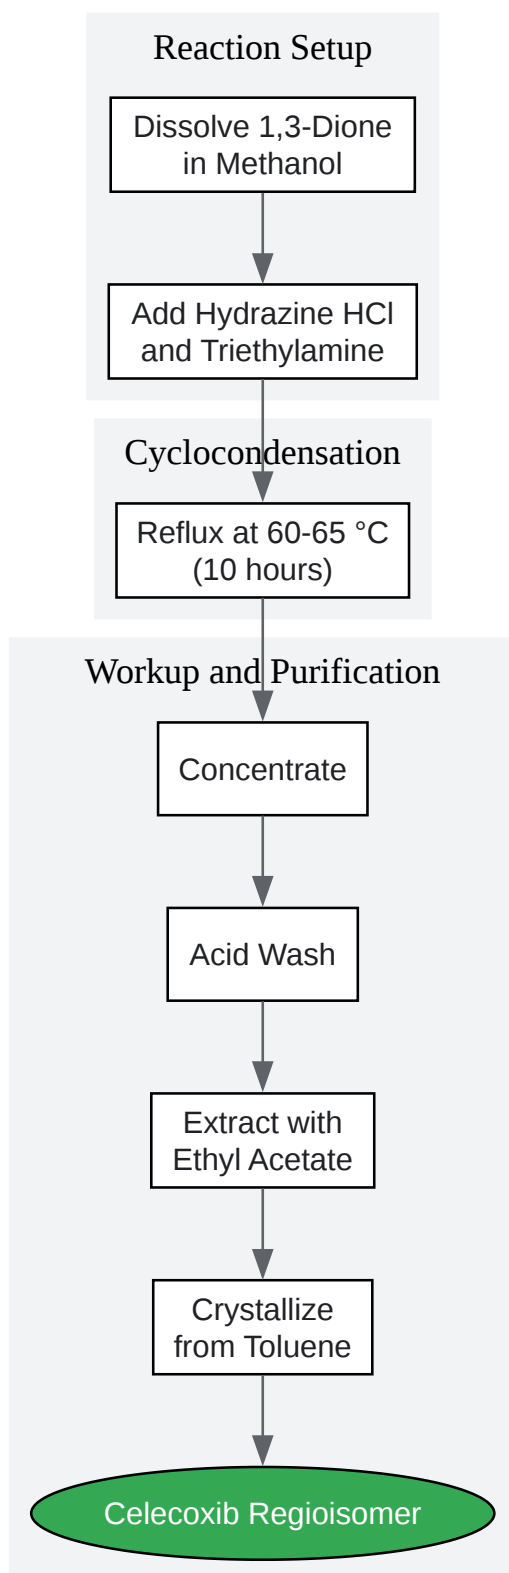 Reaction Setup
Dissolve 1,3-Dione
in Methanol
Add Hydrazine HCl
and Triethylamine
Cyclocondensation
Reflux at 60-65 °C
(10 hours)
Workup and Purification
Concentrate
Acid Wash
Extract with
Ethyl Acetate
Crystallize
from Toluene
Celecoxib Regioisomer